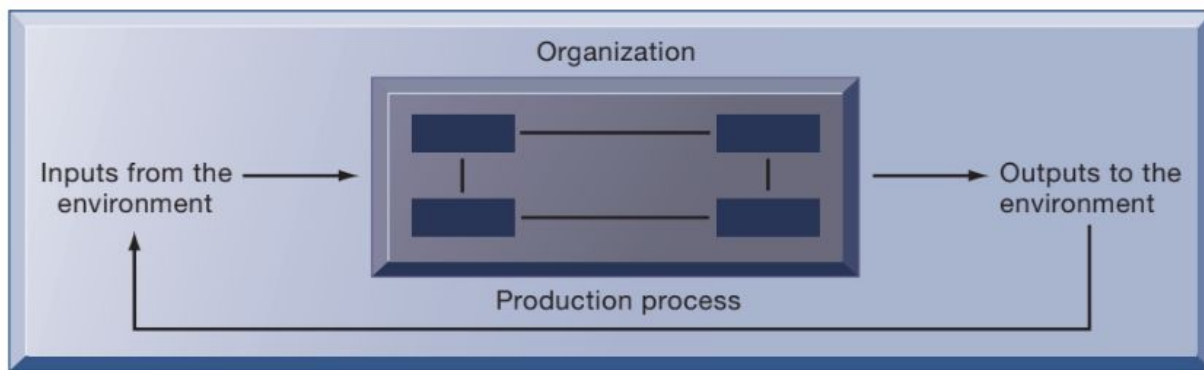 Organization
Inputs from the
environment
Outputs to the
environment
Production process